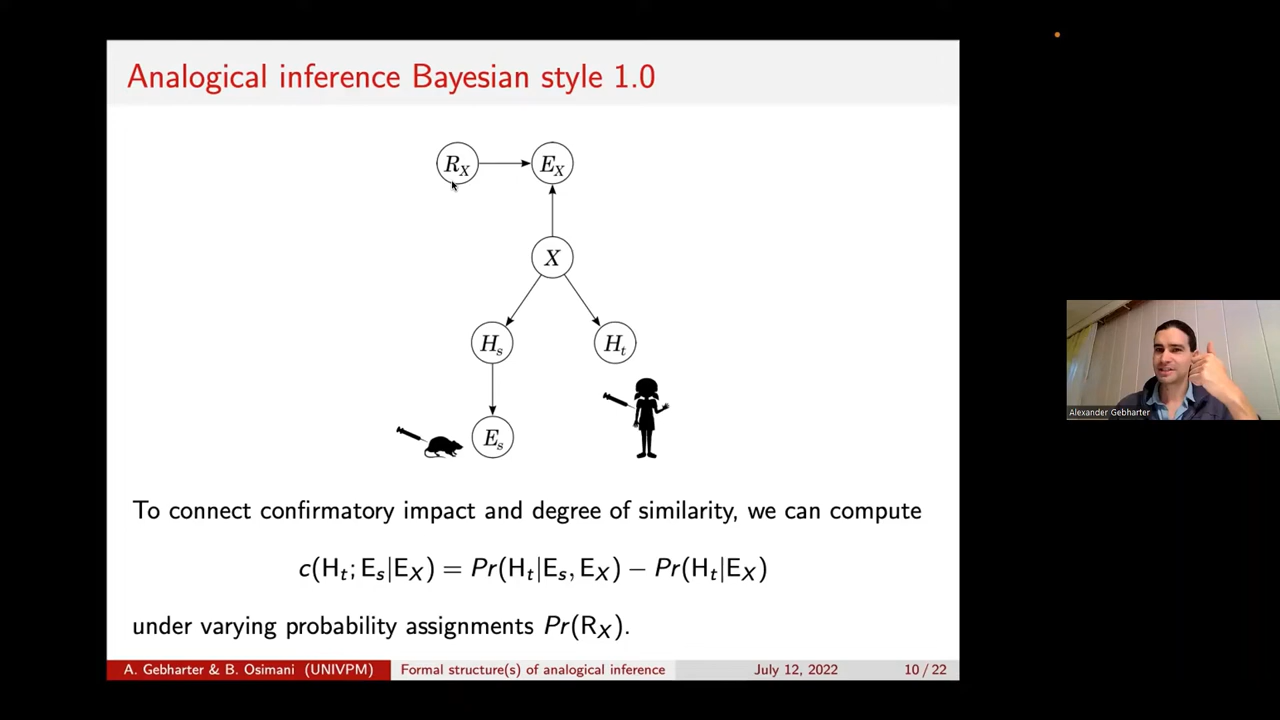 Analogical inference Bayesian style 1.0
R_X E_X
X
H_s H_t
E_s
To connect confirmatory impact and degree of similarity, we can compute
c(H_t; E_s|E_X) = Pr(H_t|E_s, E_X) − Pr(H_t|E_X)
under varying probability assignments Pr(R_X).
A. Gebharter & B. Osimani (UNIVPM) Formal structure(s) of analogical inference July 12, 2022 10 / 22
Alexander Gebharter